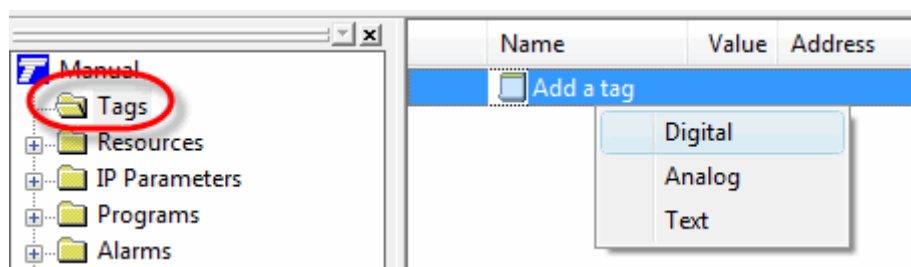 Manual
Tags
Resources
IP Parameters
Programs
Alarms
Name Value Address
Add a tag
Digital
Analog
Text